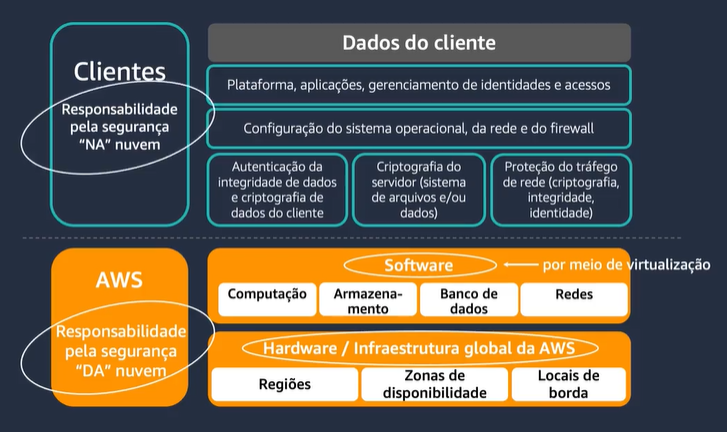 Clientes
Responsabilidade
pela segurança
“NA” nuvem
Dados do cliente
Plataforma, aplicações, gerenciamento de identidades e acessos
Configuração do sistema operacional, da rede e do firewall
Autenticação da
integridade de dados
e criptografia de
dados do cliente
Criptografia do
servidor (sistema
de arquivos e/ou
dados)
Proteção do tráfego
de rede (criptografia,
integridade,
identidade)
AWS
Responsabilidade
pela segurança
“DA” nuvem
Software
por meio de virtualização
Computação
Armazena-
mento
Banco de
dados
Redes
Hardware / Infraestrutura global da AWS
Regiões
Zonas de
disponibilidade
Locais de
borda